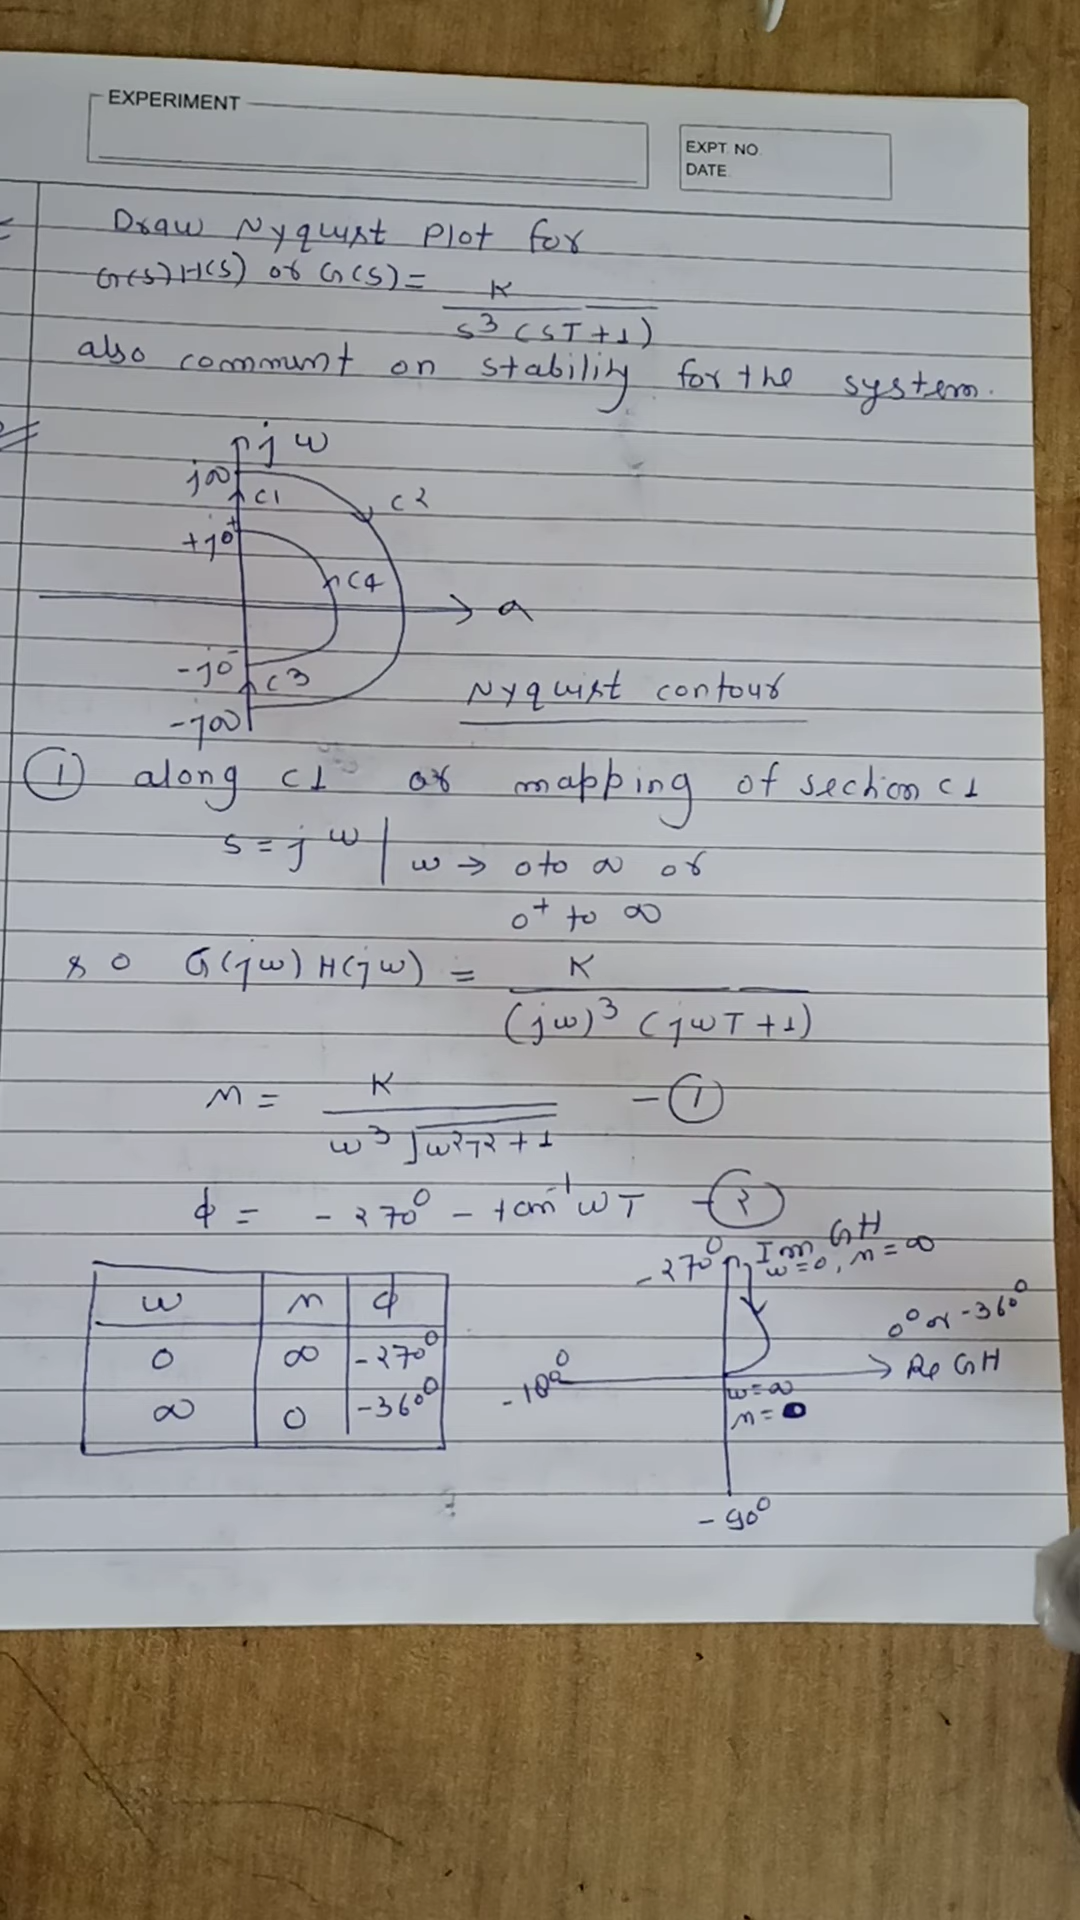 EXPERIMENT
EXPT. NO.
DATE
Draw Nyquist Plot for
G(s)H(s) or G(s) = K / s³(sT+1)
also comment on stability for the system.
jω
j∞
C1
C2
+j0⁺
C4
σ
-j0⁻
C3
-j∞
Nyquist contour
① along C1 or mapping of section C1
s = jω | ω → 0 to ∞ or
0⁺ to ∞
so G(jω)H(jω) = K / (jω)³(jωT+1)
M = K / ω³√ω²T²+1 - ①
φ = -270° - tan⁻¹ωT - ②
ω M φ
0 ∞ -270°
∞ 0 -360°
-270° Im GH
ω=0, M=∞
0° or -360°
-180° Re GH
ω=∞
M=0
-90°